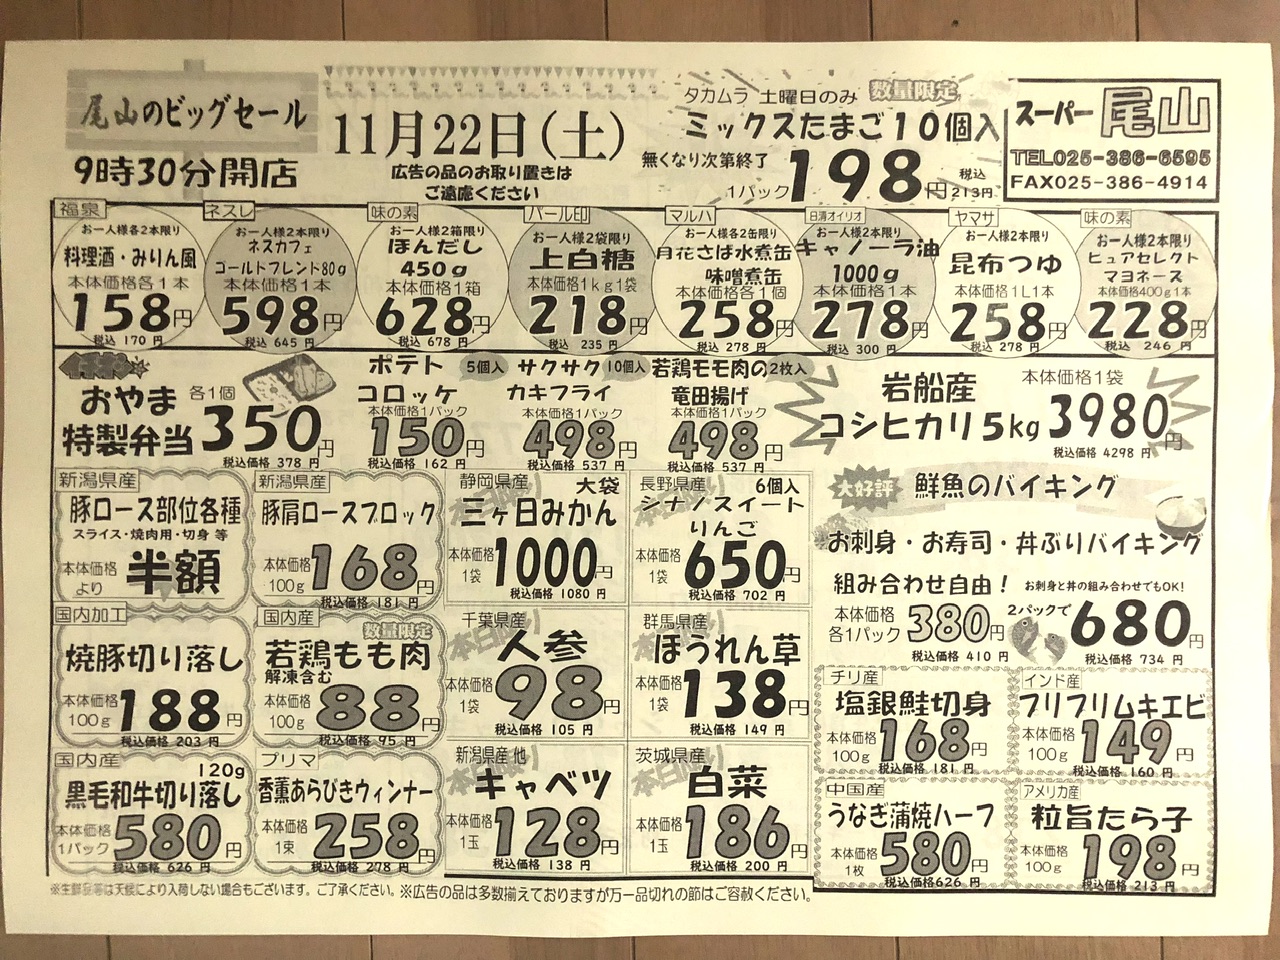 尾山のビッグセール
9時30分開店
11月22日(土)
広告の品のお取り置きは
ご遠慮ください
タカムラ 土曜日のみ 数量限定
ミックスたまご10個入
無くなり次第終了
1パック 198円 税込213円
スーパー尾山
TEL025-386-6595
FAX025-386-4914
福泉
お一人様各2本限り
料理酒・みりん風
本体価格各1本
158円
税込 170 円
ネスレ
お一人様2本限り
ネスカフェ
ゴールドブレンド80g
本体価格1本
598円
税込 645 円
味の素
お一人様2箱限り
ほんだし
450g
本体価格1箱
628円
税込 678 円
パール印
お一人様2袋限り
上白糖
本体価格1kg1袋
218円
税込 235 円
マルハ
お一人様各2缶限り
月花さば水煮缶
味噌煮缶
本体価格各1個
258円
税込 278 円
日清オイリオ
お一人様2本限り
キャノーラ油
1000g
本体価格1本
278円
税込 300 円
ヤマサ
お一人様2本限り
昆布つゆ
本体価格1L1本
258円
税込 278 円
味の素
お一人様2本限り
ピュアセレクト
マヨネーズ
本体価格400g1本
228円
税込 246 円
イチオシ
おやま
特製弁当
各1個
350円
税込価格 378 円
ポテト
コロッケ
5個入
本体価格1パック
150円
税込価格 162 円
サクサク
カキフライ
10個入
本体価格1パック
498円
税込価格 537 円
若鶏モモ肉の
竜田揚げ
2枚入
本体価格1パック
498円
税込価格 537 円
岩船産
コシヒカリ5kg
本体価格1袋
3980円
税込価格 4298 円
新潟県産
豚ロース部位各種
スライス・焼肉用・切身 等
本体価格
より
半額
新潟県産
豚肩ロースブロック
本体価格
100g
168円
税込価格 181 円
静岡県産
本日限り
大袋
三ヶ日みかん
本体価格
1袋
1000円
税込価格 1080 円
長野県産
本日限り
6個入
シナノスイート
りんご
本体価格
1袋
650円
税込価格 702 円
大好評
鮮魚のバイキング
お刺身・お寿司・丼ぶりバイキング
組み合わせ自由!
お刺身と丼の組み合わせでもOK!
本体価格
各1パック
380円
税込価格 410 円
2パックで
680円
税込価格 734 円
国内加工
焼豚切り落し
本体価格
100g
188円
税込価格 203 円
国内産
数量限定
若鶏もも肉
解凍含む
本体価格
100g
88円
税込価格 95 円
千葉県産
本日限り
人参
本体価格
1袋
98円
税込価格 105 円
群馬県産
本日限り
ほうれん草
本体価格
1袋
138円
税込価格 149 円
チリ産
塩銀鮭切身
本体価格
100g
168円
税込価格 181 円
インド産
プリプリムキエビ
本体価格
100g
149円
税込価格 160 円
国内産
120g
黒毛和牛切り落し
本体価格
1パック
580円
税込価格 626 円
プリマ
香薫あらびきウィンナー
本体価格
1束
258円
税込価格 278 円
新潟県産 他
本日限り
キャベツ
本体価格
1玉
128円
税込価格 138 円
茨城県産
本日限り
白菜
本体価格
1玉
186円
税込価格 200 円
中国産
うなぎ蒲焼ハーフ
本体価格
1枚
580円
税込価格626 円
アメリカ産
粒旨たら子
本体価格
100g
198円
税込価格 213 円
※生鮮品等は天候により入荷しない場合もございます。ご了承ください。※広告の品は多数揃えておりますが万一品切れの節はご容赦ください。